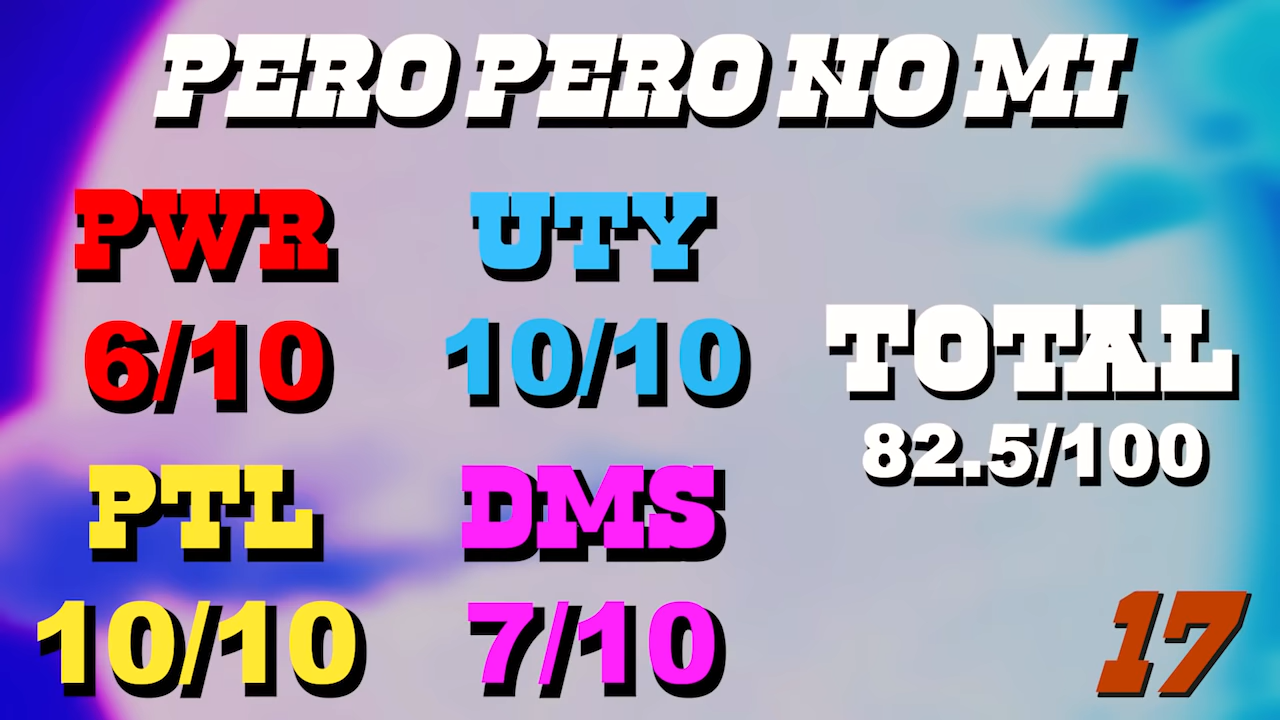 PERO PERO NO MI
PWR
6/10
UTY
10/10
PTL
10/10
DMS
7/10
TOTAL
82.5/100
17